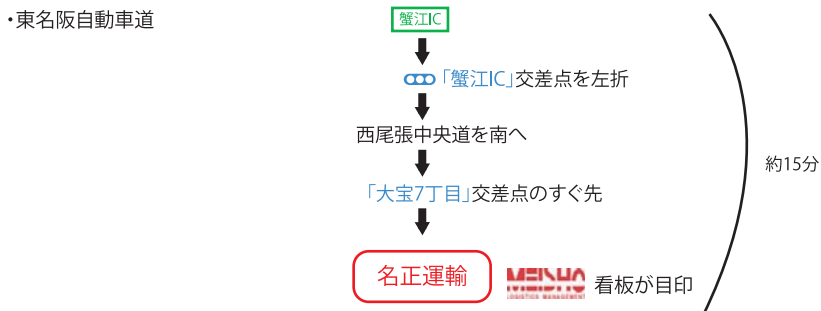 ・東名阪自動車道
蟹江IC
「蟹江IC」交差点を左折
西尾張中央道を南へ
約15分
「大宝7丁目」交差点のすぐ先
名正運輸
MEISHO
LOGISTICS MANAGEMENT
看板が目印